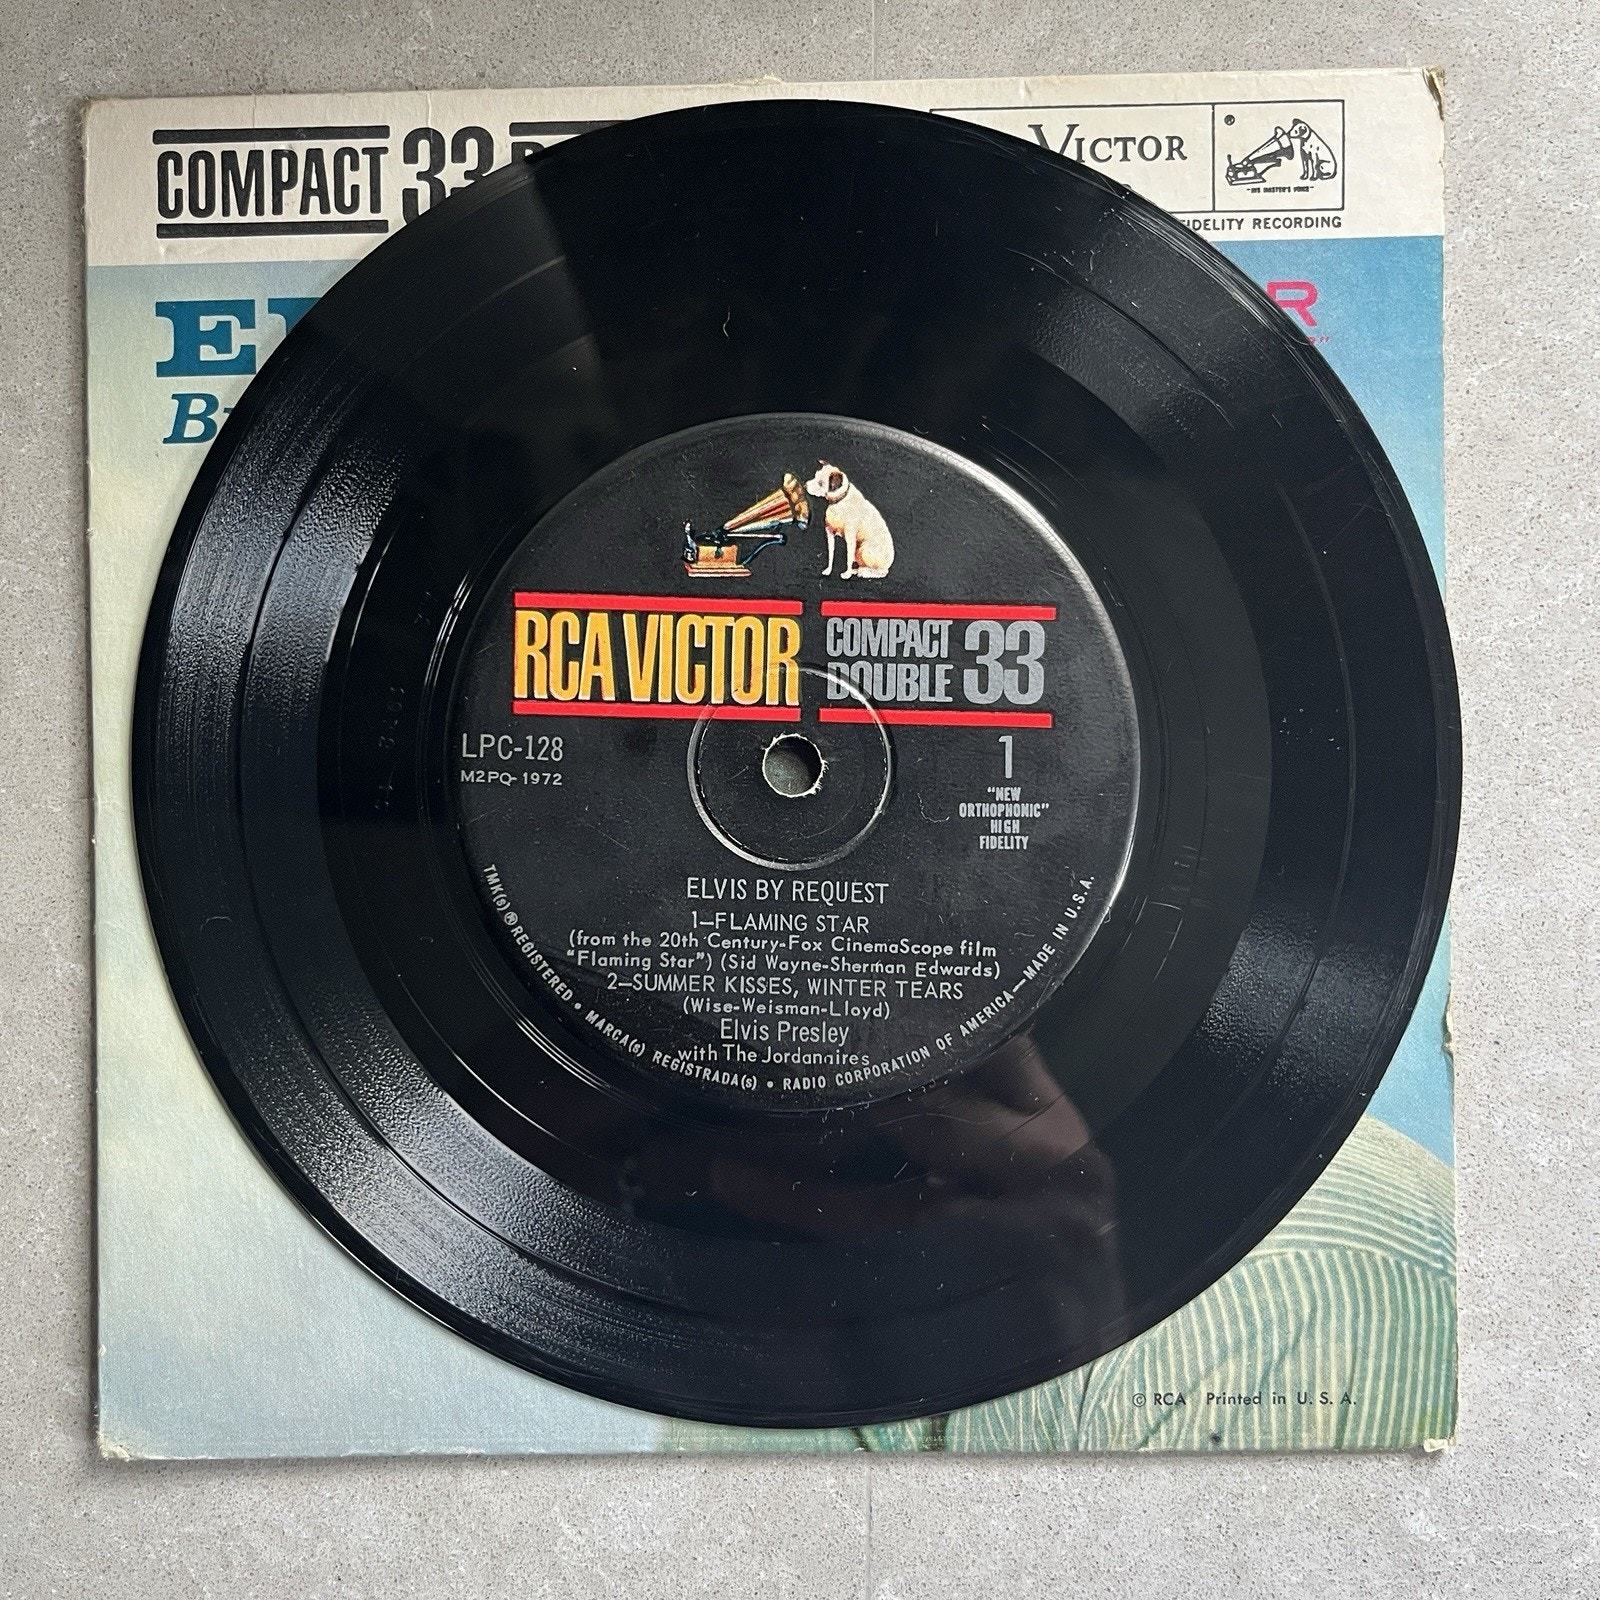 COMPACT 33
VICTOR
®
"HIS MASTER'S VOICE"
FIDELITY RECORDING
RCA VICTOR
COMPACT
DOUBLE 33
LPC-128
M2PQ-1972
1
"NEW
ORTHOPHONIC"
HIGH
FIDELITY
ELVIS BY REQUEST
1—FLAMING STAR
(from the 20th Century-Fox CinemaScope film
"Flaming Star") (Sid Wayne-Sherman Edwards)
2—SUMMER KISSES, WINTER TEARS
(Wise-Weisman-Lloyd)
Elvis Presley
with The Jordanaires
TMK(s) ® REGISTERED • MARCA(s) REGISTRADA(s) • RADIO CORPORATION OF AMERICA—MADE IN U.S.A.
© RCA Printed in U. S. A.